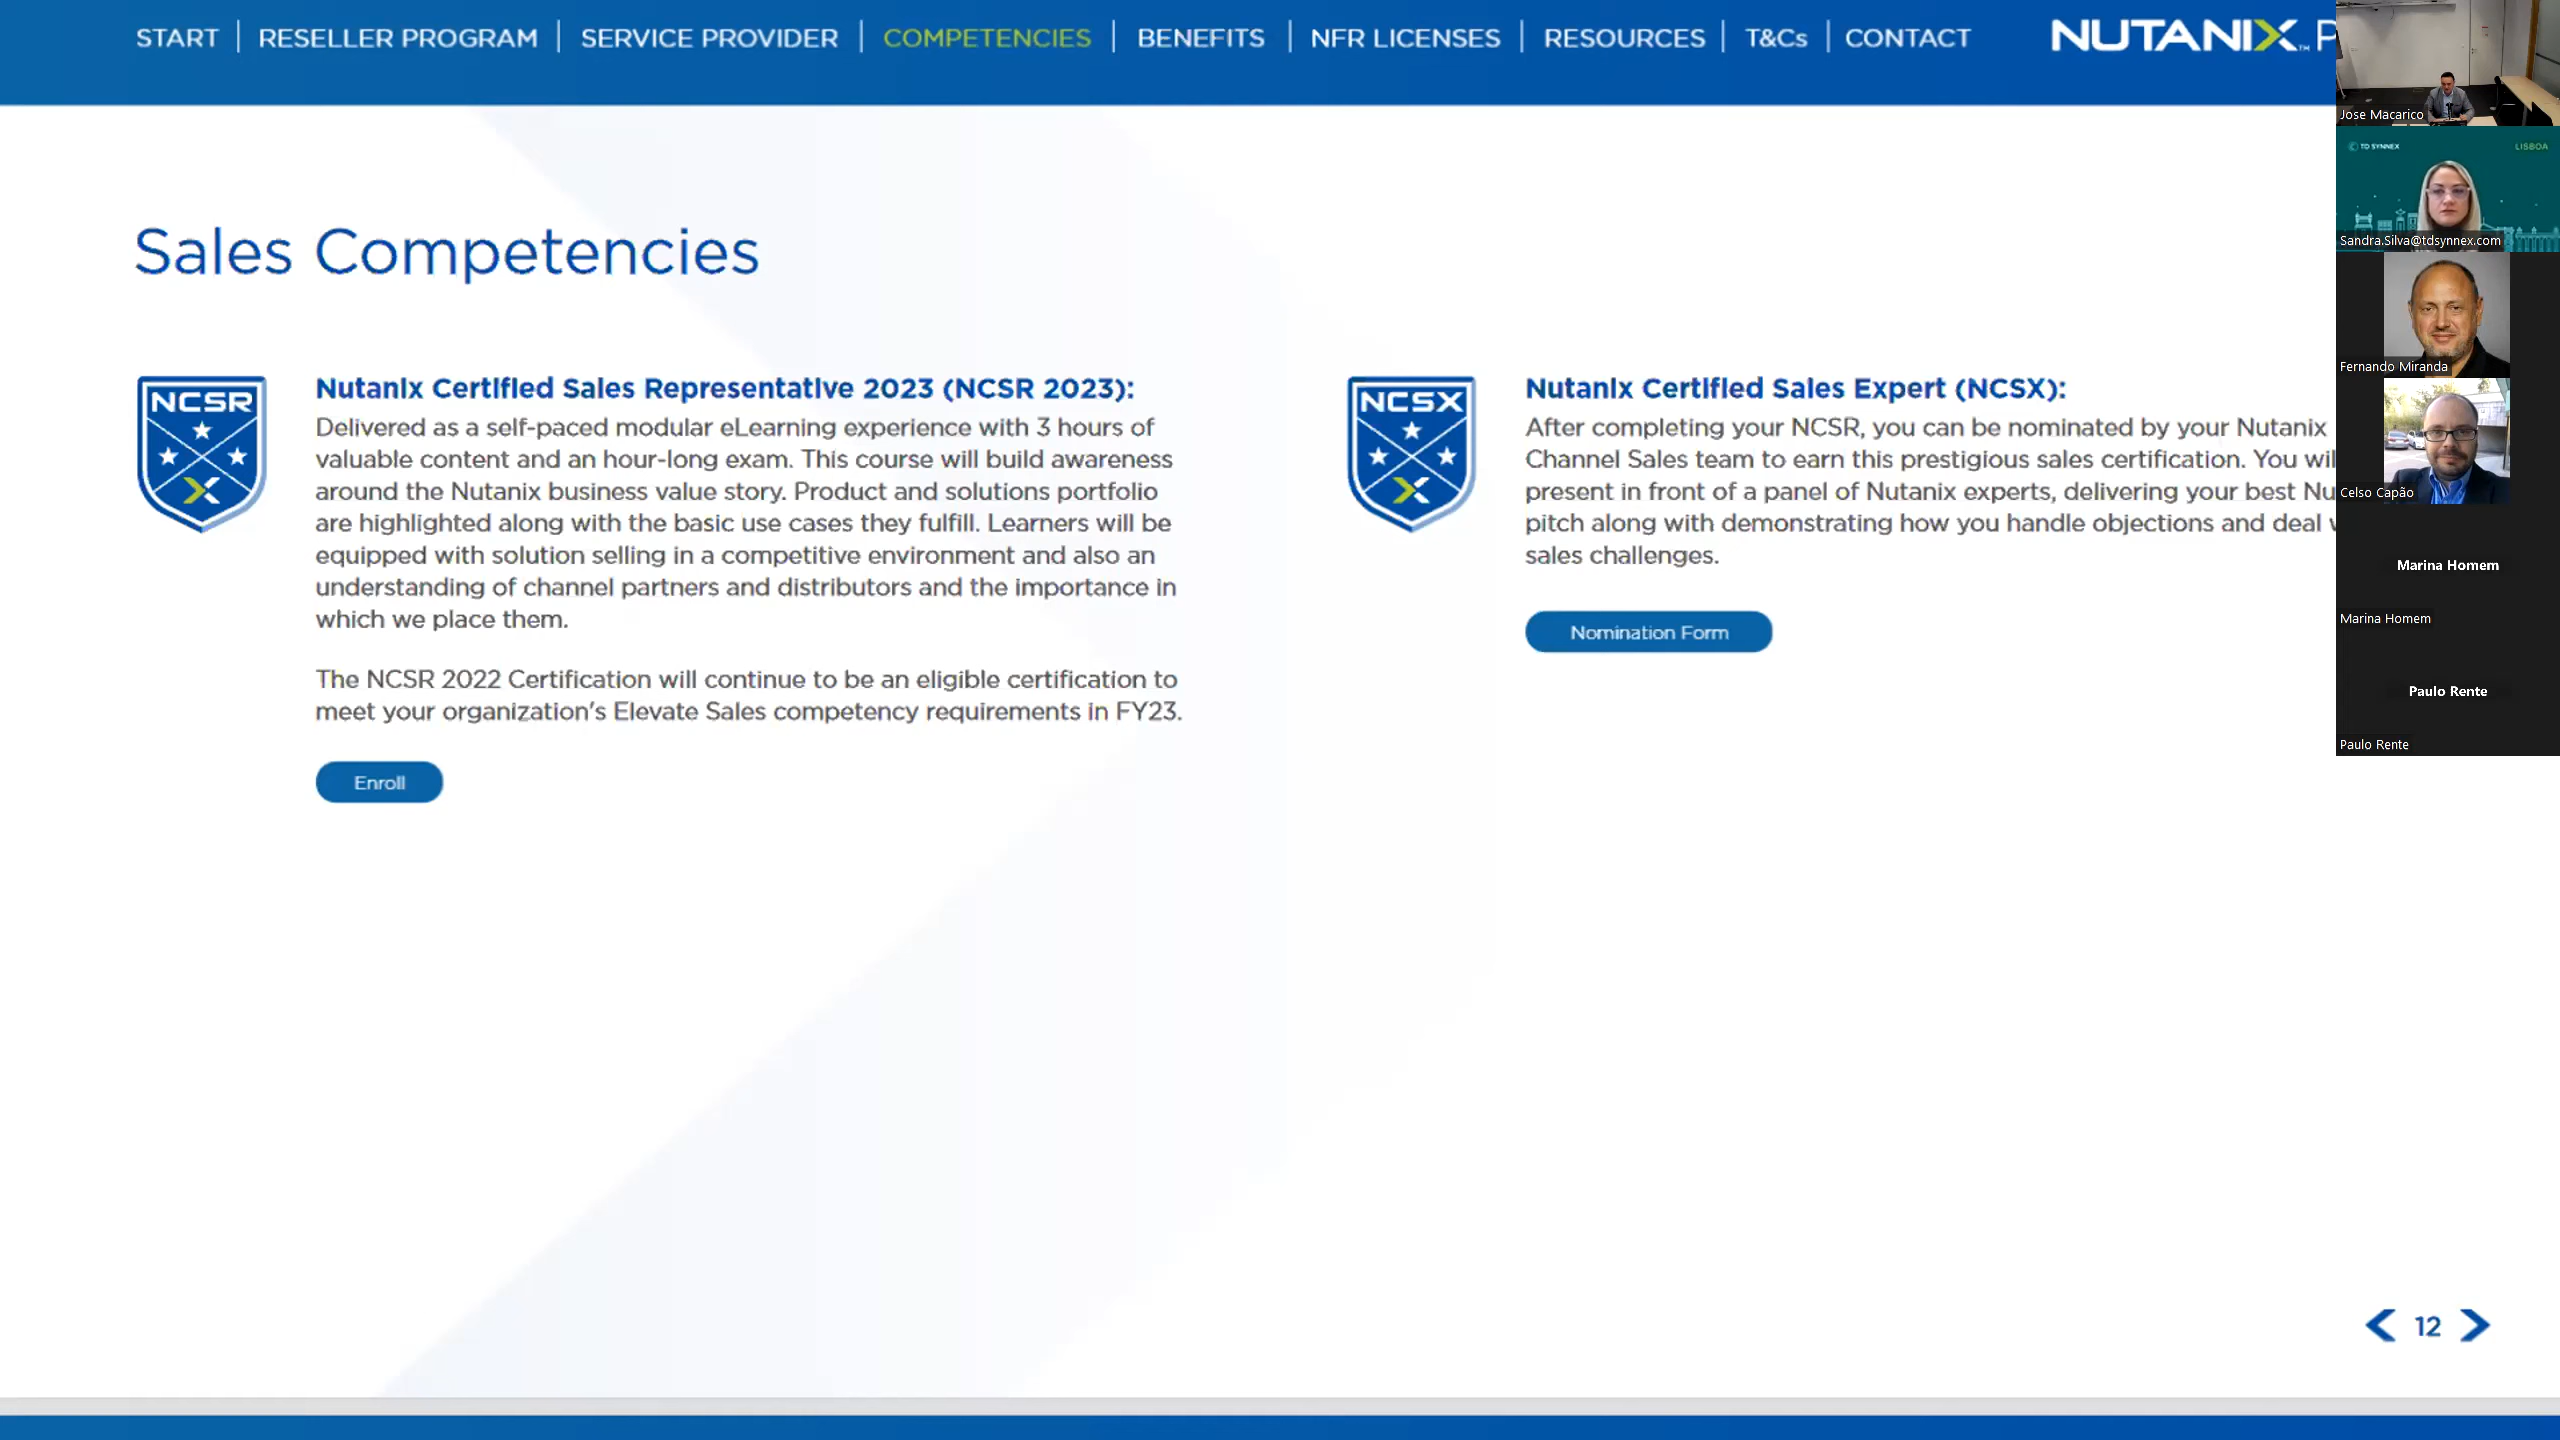 START | RESELLER PROGRAM | SERVICE PROVIDER | COMPETENCIES | BENEFITS | NFR LICENSES | RESOURCES | T&Cs | CONTACT
NUTANIX™ P
Sales Competencies
NCSR
Nutanix Certified Sales Representative 2023 (NCSR 2023):
Delivered as a self-paced modular eLearning experience with 3 hours of
valuable content and an hour-long exam. This course will build awareness
around the Nutanix business value story. Product and solutions portfolio
are highlighted along with the basic use cases they fulfill. Learners will be
equipped with solution selling in a competitive environment and also an
understanding of channel partners and distributors and the importance in
which we place them.
The NCSR 2022 Certification will continue to be an eligible certification to
meet your organization's Elevate Sales competency requirements in FY23.
Enroll
NCSX
Nutanix Certified Sales Expert (NCSX):
After completing your NCSR, you can be nominated by your Nutanix
Channel Sales team to earn this prestigious sales certification. You wil
present in front of a panel of Nutanix experts, delivering your best Nu
pitch along with demonstrating how you handle objections and deal
sales challenges.
Nomination Form
Jose Macarico
TD SYNNEX
LISBOA
Sandra.Silva@tdsynnex.com
Fernando Miranda
Celso Capão
Marina Homem
Marina Homem
Paulo Rente
Paulo Rente
12